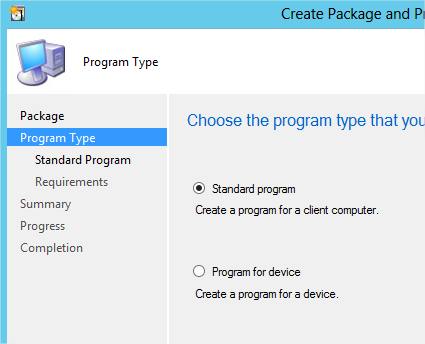 Create Package and
Program Type
Package
Program Type
Standard Program
Requirements
Summary
Progress
Completion
Choose the program type that you
Standard program
Create a program for a client computer.
Program for device
Create a program for a device.